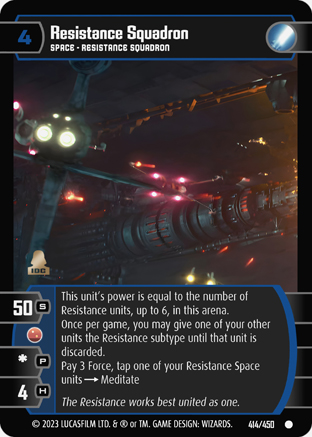 4
Resistance Squadron
SPACE - RESISTANCE SQUADRON
IDC
50 S
This unit's power is equal to the number of
Resistance units, up to 6, in this arena.
Once per game, you may give one of your other
units the Resistance subtype until that unit is
discarded.
* P
Pay 3 Force, tap one of your Resistance Space
units → Meditate
4 H
The Resistance works best united as one.
© 2023 LUCASFILM LTD. & ® or TM. GAME DESIGN: WIZARDS. 414/450